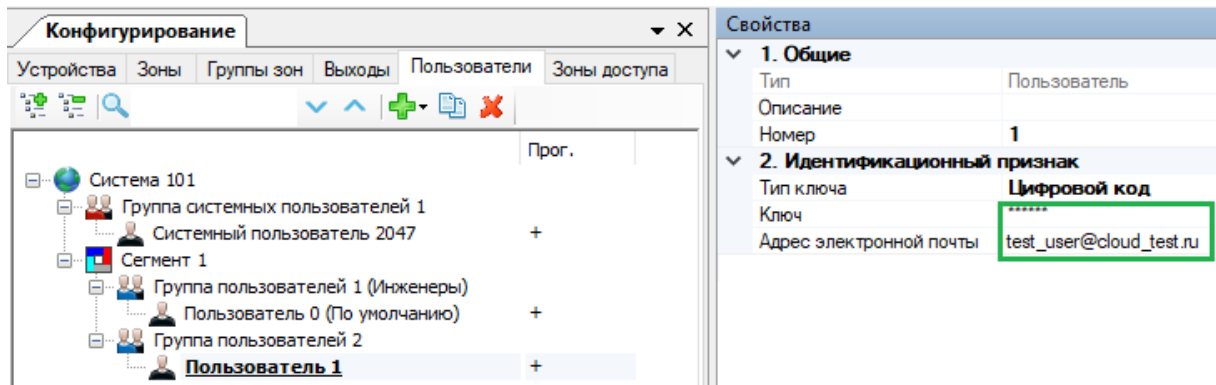 Конфигурирование
Устройства Зоны Группы зон Выходы Пользователи Зоны доступа
Прог.
Система 101
Группа системных пользователей 1
Системный пользователь 2047 +
Сегмент 1
Группа пользователей 1 (Инженеры)
Пользователь 0 (По умолчанию) +
Группа пользователей 2
Пользователь 1 +
Свойства
1. Общие
Тип Пользователь
Описание
Номер 1
2. Идентификационный признак
Тип ключа Цифровой код
Ключ ******
Адрес электронной почты test_user@cloud_test.ru